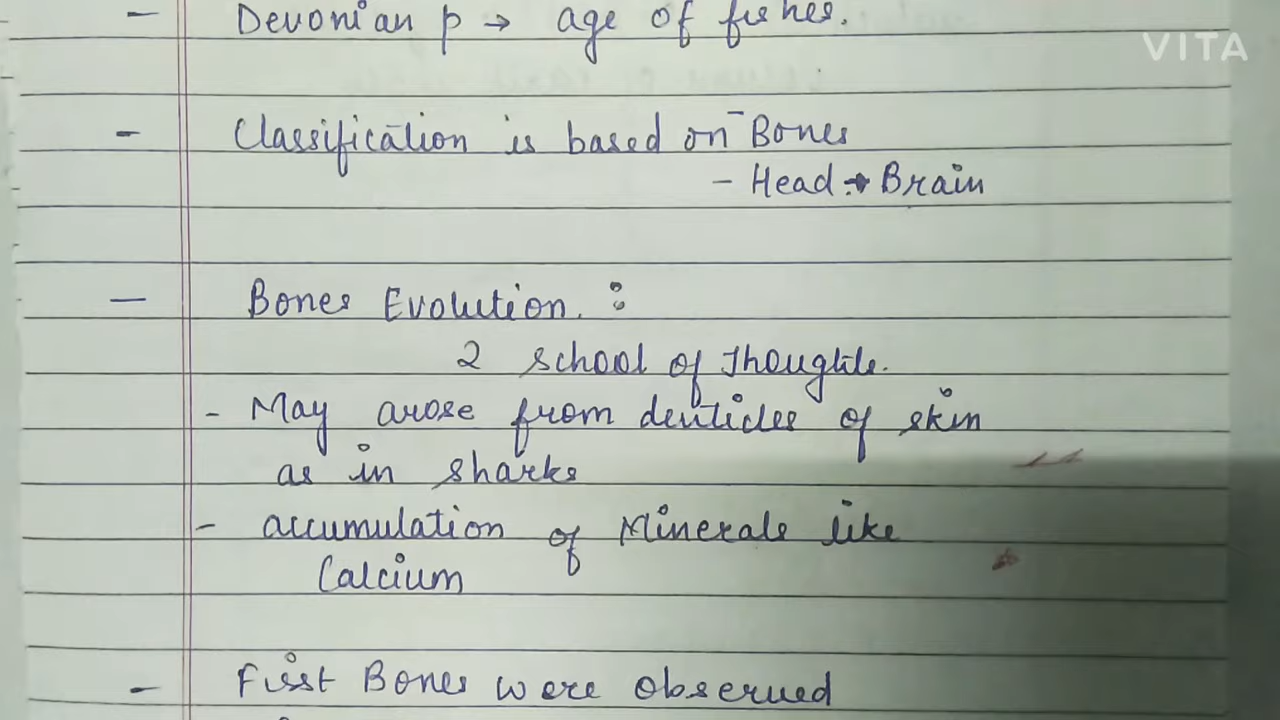 - Devonian p → age of fishes.
VITA
- Classification is based on - Bones
- Head → Brain
- Bones Evolution :
2 school of Thoughts.
- May arose from denticles of skin
as in sharks
- accumulation of Minerals like
Calcium
- First Bones were observed